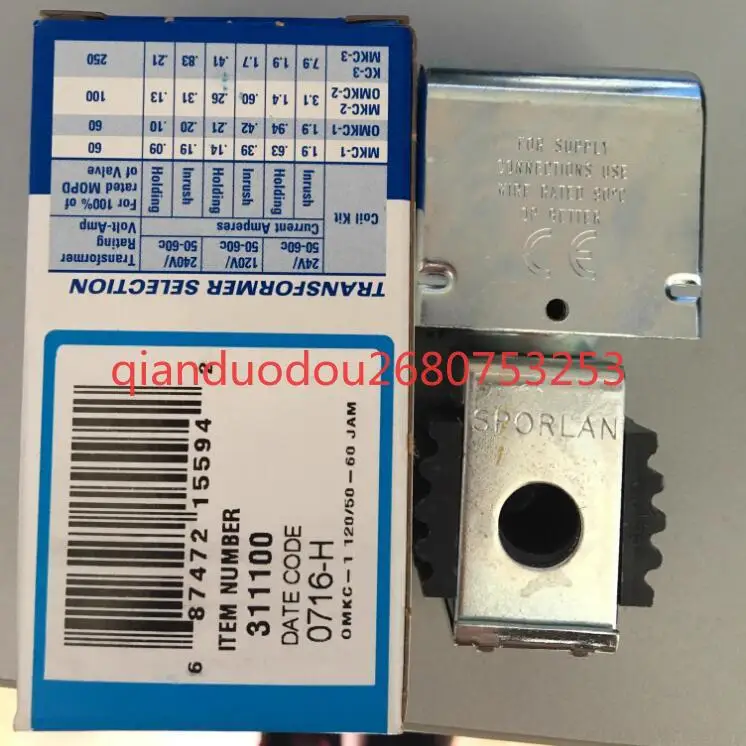 TRANSFORMER SELECTION
Coil Kit
Current Amperes
24V/ 50-60c
120V/ 50-60c
240V/ 50-60c
Transformer Rating Volt-Amp
Inrush Holding Inrush Holding Inrush Holding
For 100% of rated MOPD of Valve
MKC-1 1.9 .63 .39 .14 .19 .09 60
OMKC-1 1.9 .94 .42 .21 .20 .10 60
MKC-2
OMKC-2 3.1 1.4 .60 .26 .31 .13 100
KC-3
MKC-3 7.9 1.9 1.7 .41 .83 .21 250
6 87472 15594 2
ITEM NUMBER
311100
DATE CODE
0716-H
OMKC-1 120/50-60 JAM
FOR SUPPLY
CONNECTIONS USE
WIRE RATED 90°C
OR BETTER
CE
SPORLAN
qianduodou2680753253